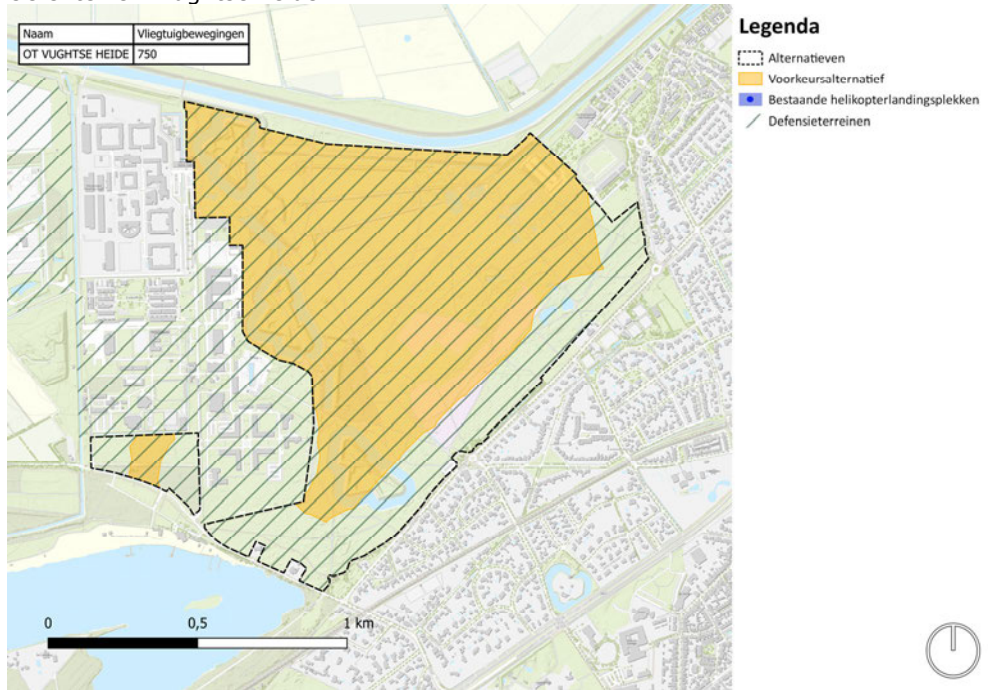 Naam Vliegtuigbewegingen
OT VUGHTSE HEIDE 750
Legenda
Alternatieven
Voorkeursalternatief
Bestaande helikopterlandingsplekken
Defensieterreinen
0 0,5 1 km